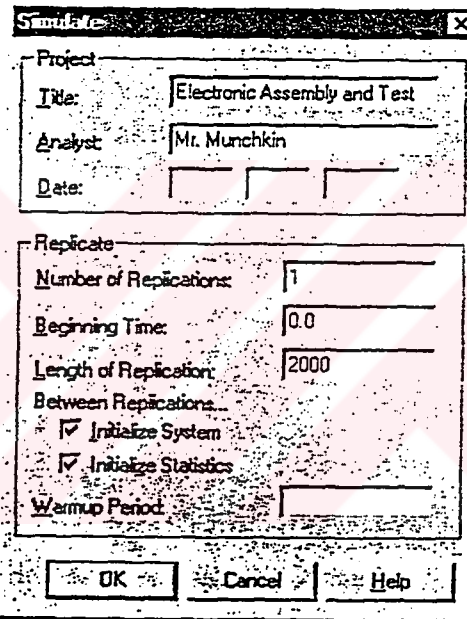 Simulate
Project
Title: Electronic Assembly and Test
Analyst: Mr. Munchkin
Date:
Replicate
Number of Replications: 1
Beginning Time: 0.0
Length of Replication: 2000
Between Replications...
Initialize System
Initialize Statistics
Warmup Period:
OK Cancel Help